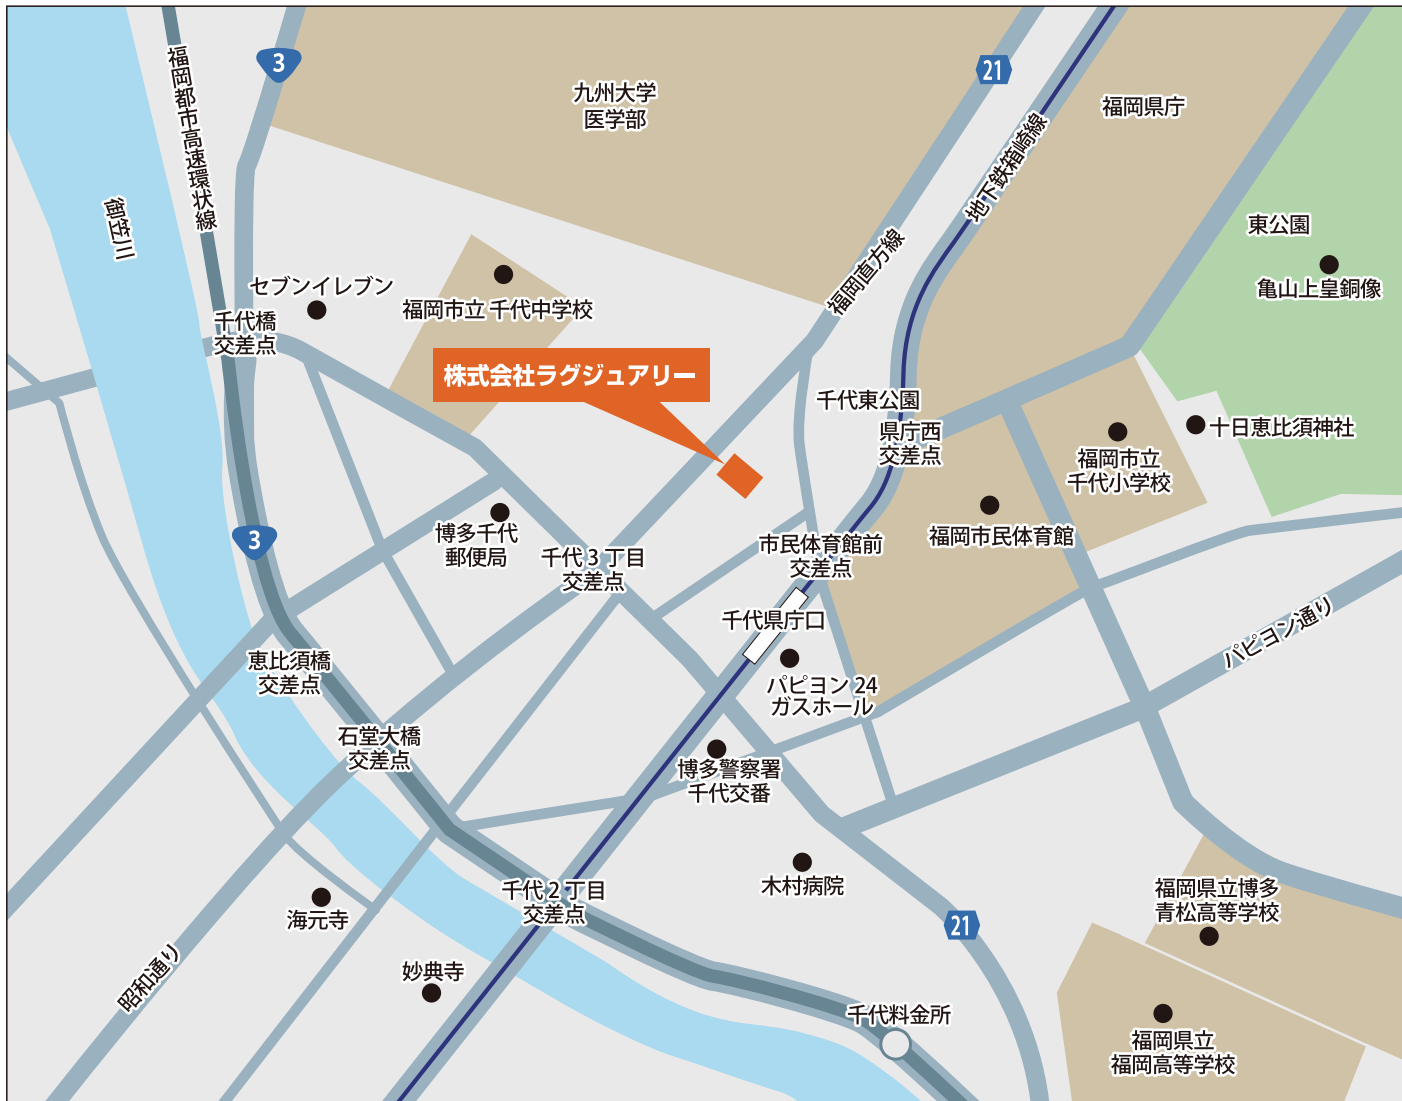 福岡都市高速環状線
3
九州大学
医学部
21
福岡県庁
地下鉄箱崎線
御笠川
東公園
亀山上皇銅像
福岡直方線
セブンイレブン
福岡市立 千代中学校
千代橋
交差点
株式会社ラグジュアリー
千代東公園
県庁西
交差点
十日恵比須神社
福岡市立
千代小学校
福岡市民体育館
3
博多千代
郵便局
千代3丁目
交差点
市民体育館前
交差点
千代県庁口
パピヨン通り
恵比須橋
交差点
パピヨン24
ガスホール
石堂大橋
交差点
博多警察署
千代交番
木村病院
千代2丁目
交差点
福岡県立博多
青松高等学校
21
海元寺
昭和通り
妙典寺
千代料金所
福岡県立
福岡高等学校